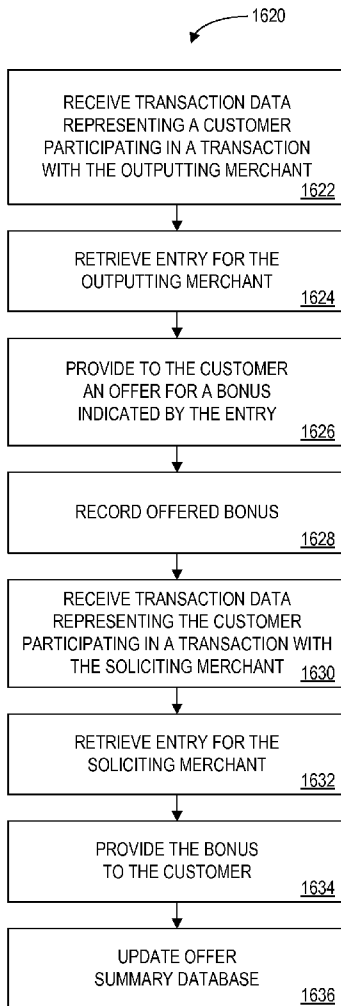 1620
RECEIVE TRANSACTION DATA
REPRESENTING A CUSTOMER
PARTICIPATING IN A TRANSACTION
WITH THE OUTPUTTING MERCHANT
1622
RETRIEVE ENTRY FOR THE
OUTPUTTING MERCHANT
1624
PROVIDE TO THE CUSTOMER
AN OFFER FOR A BONUS
INDICATED BY THE ENTRY
1626
RECORD OFFERED BONUS
1628
RECEIVE TRANSACTION DATA
REPRESENTING THE CUSTOMER
PARTICIPATING IN A TRANSACTION WITH
THE SOLICITING MERCHANT
1630
RETRIEVE ENTRY FOR THE
SOLICITING MERCHANT
1632
PROVIDE THE BONUS
TO THE CUSTOMER
1634
UPDATE OFFER
SUMMARY DATABASE
1636